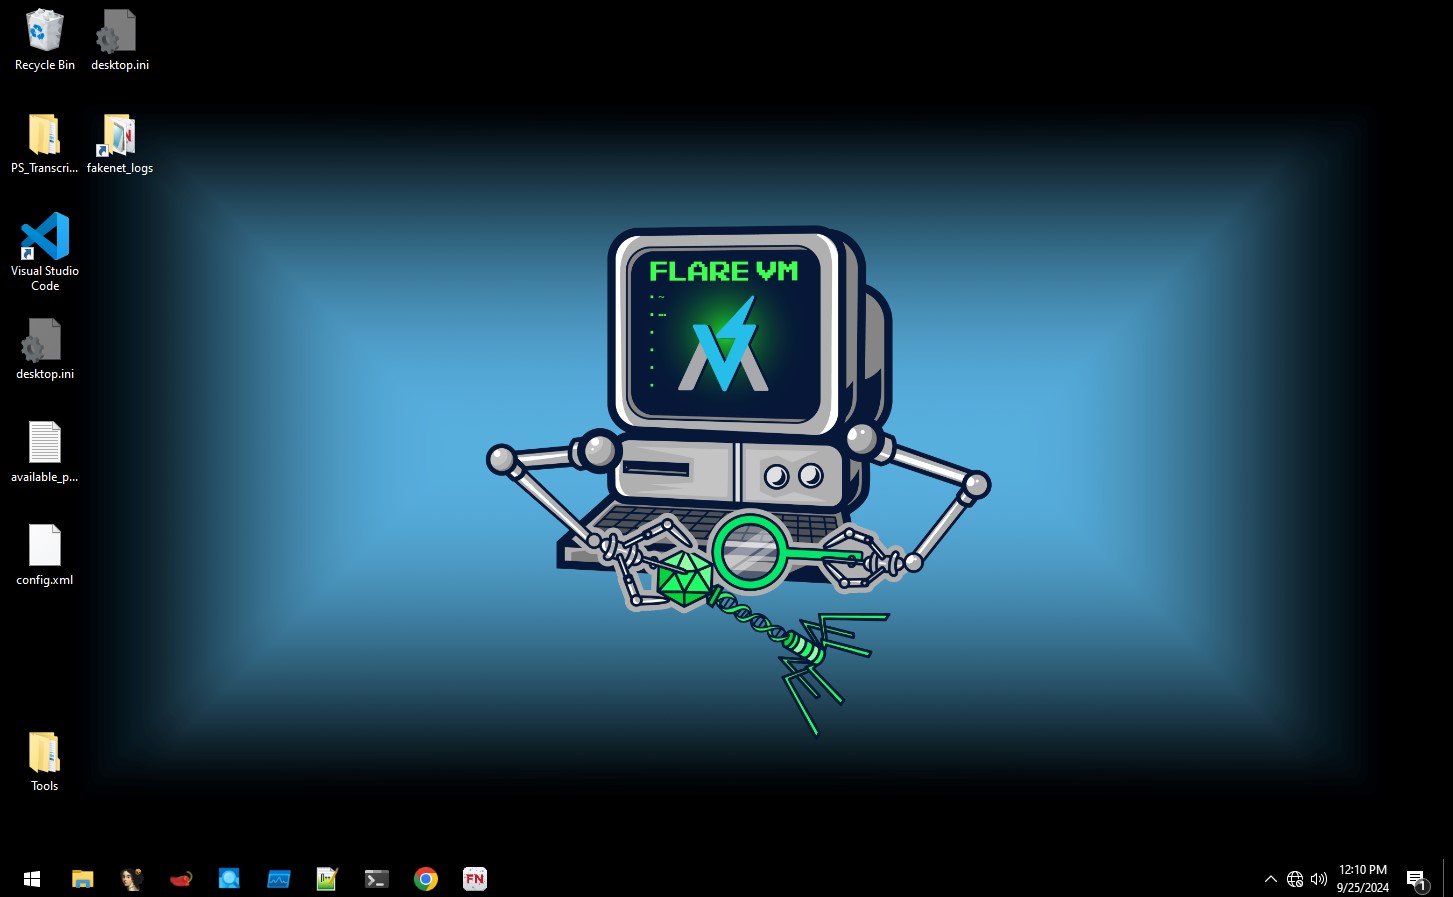 Recycle Bin
desktop.ini
PS_Transcri...
fakenet_logs
Visual Studio
Code
desktop.ini
available_p...
config.xml
Tools
FLARE VM
FN
12:10 PM
9/25/2024
1